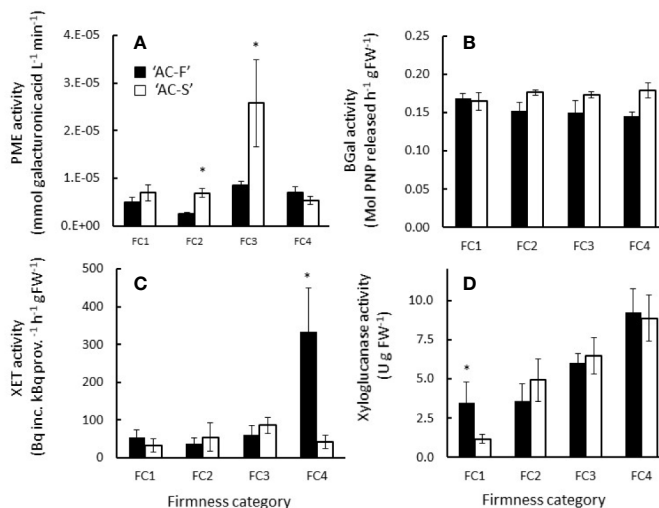 A
'AC-F'
'AC-S'
*
*
PME activity
(mmol galacturonic acid L⁻¹ min⁻¹)
4.E-05
3.E-05
2.E-05
1.E-05
0.E+00
FC1 FC2 FC3 FC4
B
BGal activity
(Mol PNP released h⁻¹ gFW⁻¹)
0.25
0.20
0.15
0.10
0.05
0.00
FC1 FC2 FC3 FC4
C
*
XET activity
(Bq inc. kBq prov. ⁻¹ h⁻¹ gFW⁻¹)
500
400
300
200
100
0
FC1 FC2 FC3 FC4
Firmness category
D
*
Xyloglucanase activity
(U g FW⁻¹)
10.0
7.5
5.0
2.5
0.0
FC1 FC2 FC3 FC4
Firmness category